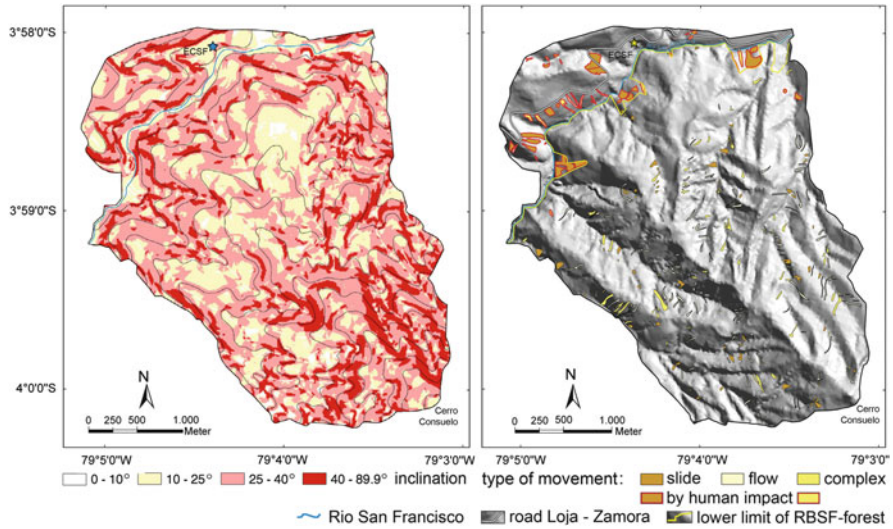 3°58'0"S
3°59'0"S
4°0'0"S
ECSF
N
0 250 500 1.000
Meter
Cerro
Consuelo
79°5'0"W 79°4'0"W 79°3'0"W
ECSF
N
0 250 500 1.000
Meter
Cerro
Consuelo
79°5'0"W 79°4'0"W 79°3'0"
0 - 10° 10 - 25° 25 - 40° 40 - 89.9° inclination
type of movement: slide flow complex
by human impact
Rio San Francisco road Loja - Zamora lower limit of RBSF-forest